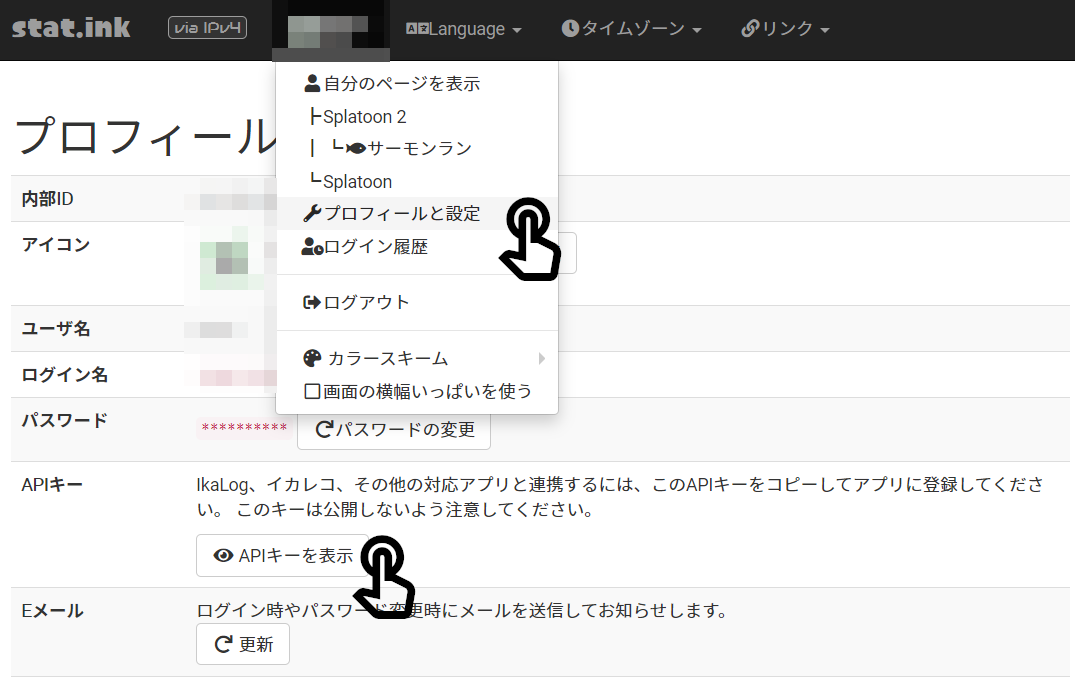 stat.ink via IPv4 Language タイムゾーン リンク
自分のページを表示
├Splatoon 2
│ └サーモンラン
└Splatoon
プロフィールと設定
ログイン履歴
ログアウト
カラースキーム
画面の横幅いっぱいを使う
プロフィール
内部ID
アイコン
ユーザ名
ログイン名
パスワード ********** パスワードの変更
APIキー IkaLog、イカレコ、その他の対応アプリと連携するには、このAPIキーをコピーしてアプリに登録してくださ
い。 このキーは公開しないよう注意してください。
APIキーを表示
Eメール ログイン時やパスワード変更時にメールを送信してお知らせします。
更新